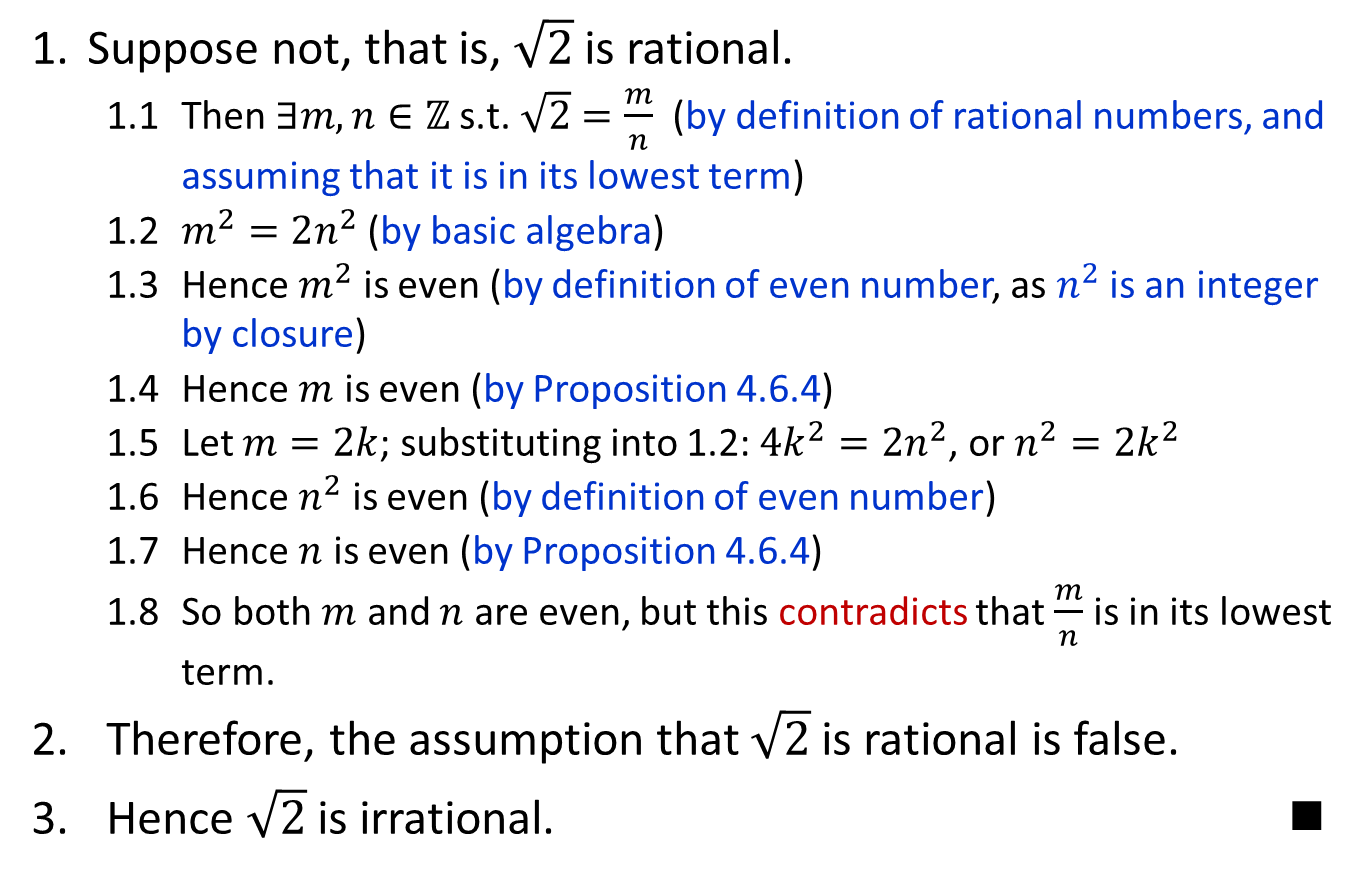 1. Suppose not, that is, √2 is rational.
1.1 Then ∃m, n ∈ ℤ s.t. √2 = m/n (by definition of rational numbers, and
assuming that it is in its lowest term)
1.2 m² = 2n² (by basic algebra)
1.3 Hence m² is even (by definition of even number, as n² is an integer
by closure)
1.4 Hence m is even (by Proposition 4.6.4)
1.5 Let m = 2k; substituting into 1.2: 4k² = 2n², or n² = 2k²
1.6 Hence n² is even (by definition of even number)
1.7 Hence n is even (by Proposition 4.6.4)
1.8 So both m and n are even, but this contradicts that m/n is in its lowest
term.
2. Therefore, the assumption that √2 is rational is false.
3. Hence √2 is irrational. ■